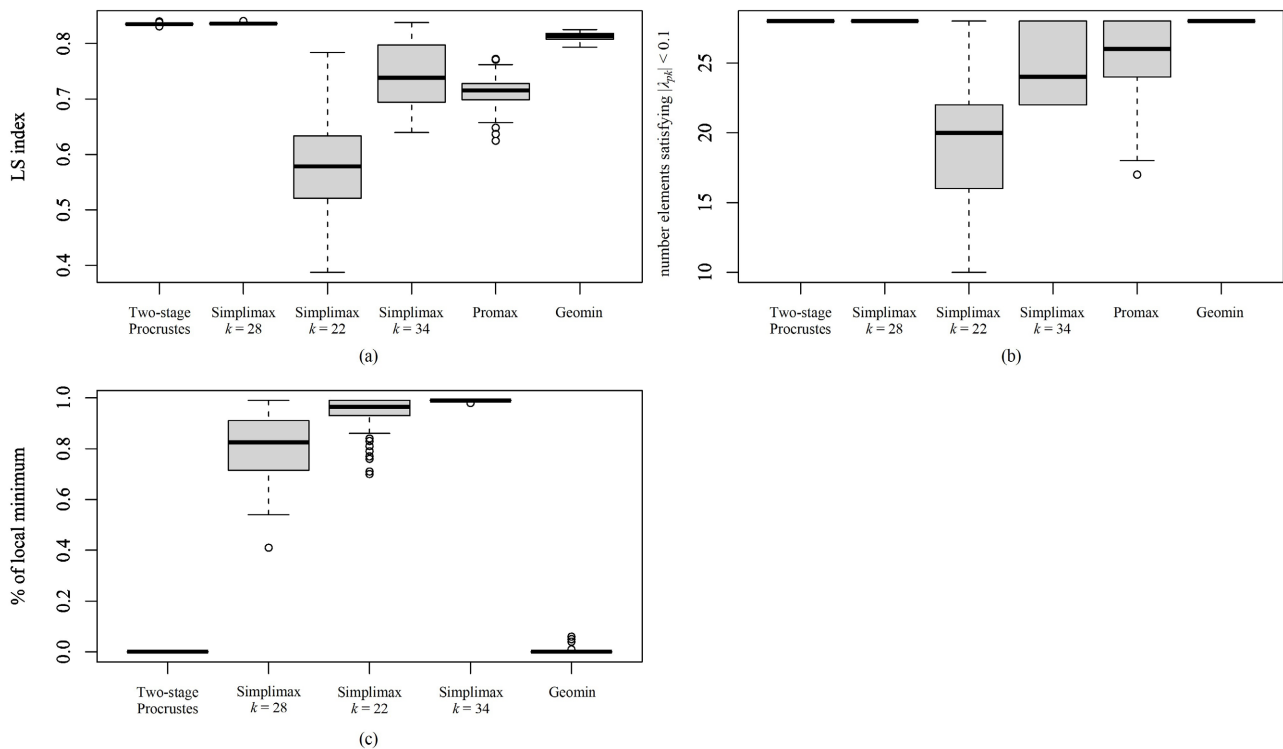 LS index
0.8
0.7
0.6
0.5
0.4
Two-stage Procrustes
Simplimax k = 28
Simplimax k = 22
Simplimax k = 34
Promax
Geomin
(a)
number elements satisfying |λpk| < 0.1
25
20
15
10
Two-stage Procrustes
Simplimax k = 28
Simplimax k = 22
Simplimax k = 34
Promax
Geomin
(b)
% of local minimum
1.0
0.8
0.6
0.4
0.2
0.0
Two-stage Procrustes
Simplimax k = 28
Simplimax k = 22
Simplimax k = 34
Geomin
(c)